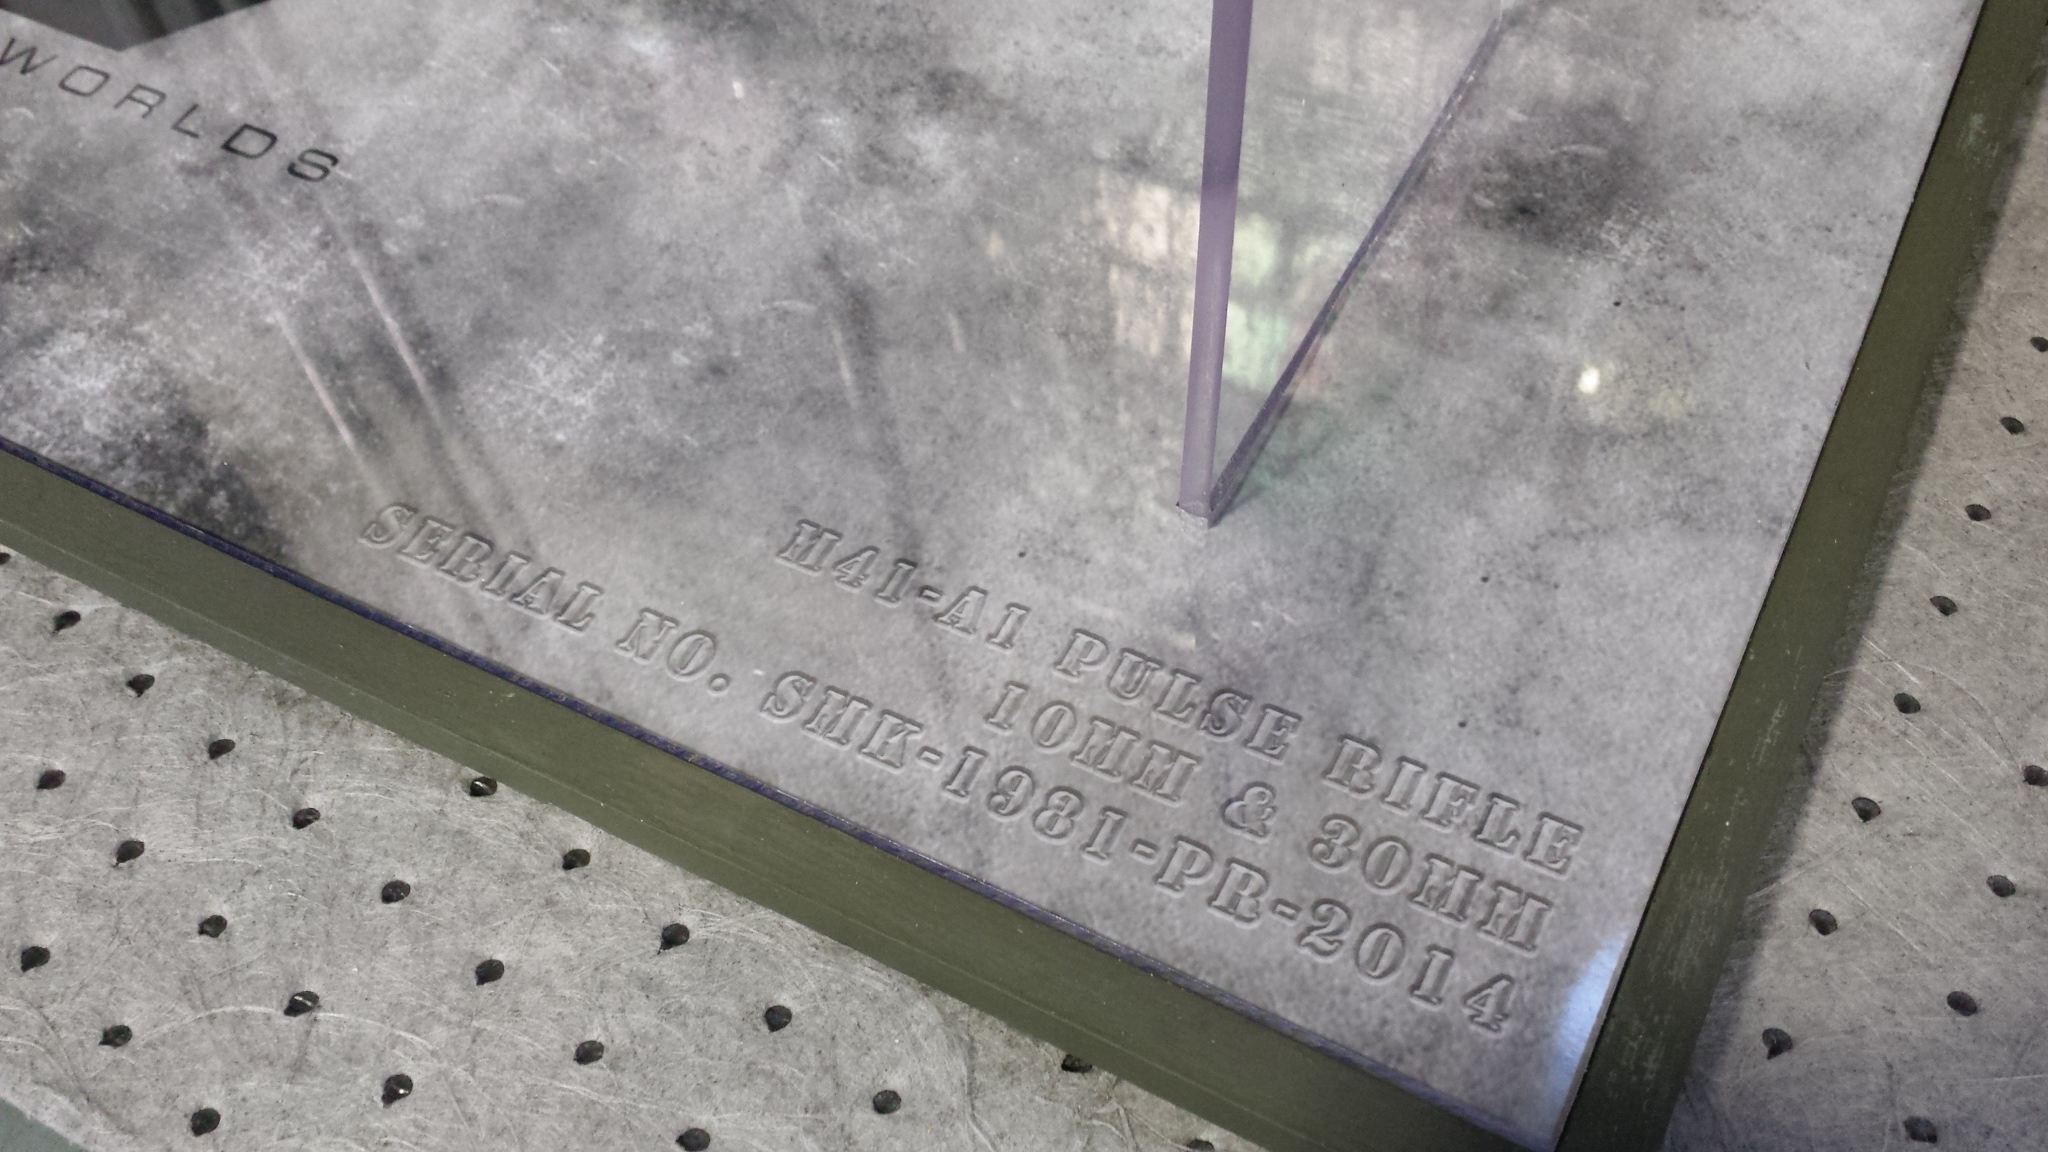 WORLDS
M41-A1 PULSE RIFLE
10MM & 30MM
SERIAL NO. SMK-1981-PR-2014